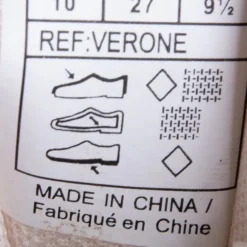 10 27 9½
REF:VERONE
MADE IN CHINA /
Fabriqué en Chine